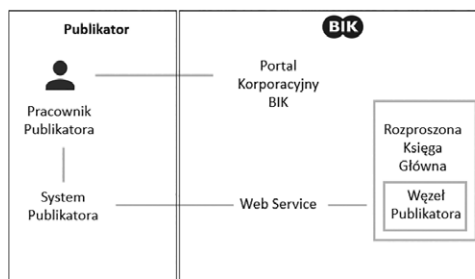 Publikator
BIK
Pracownik
Publikatora
Portal
Korporacyjny
BIK
System
Publikatora
Web Service
Rozproszona
Księga
Główna
Węzeł
Publikatora